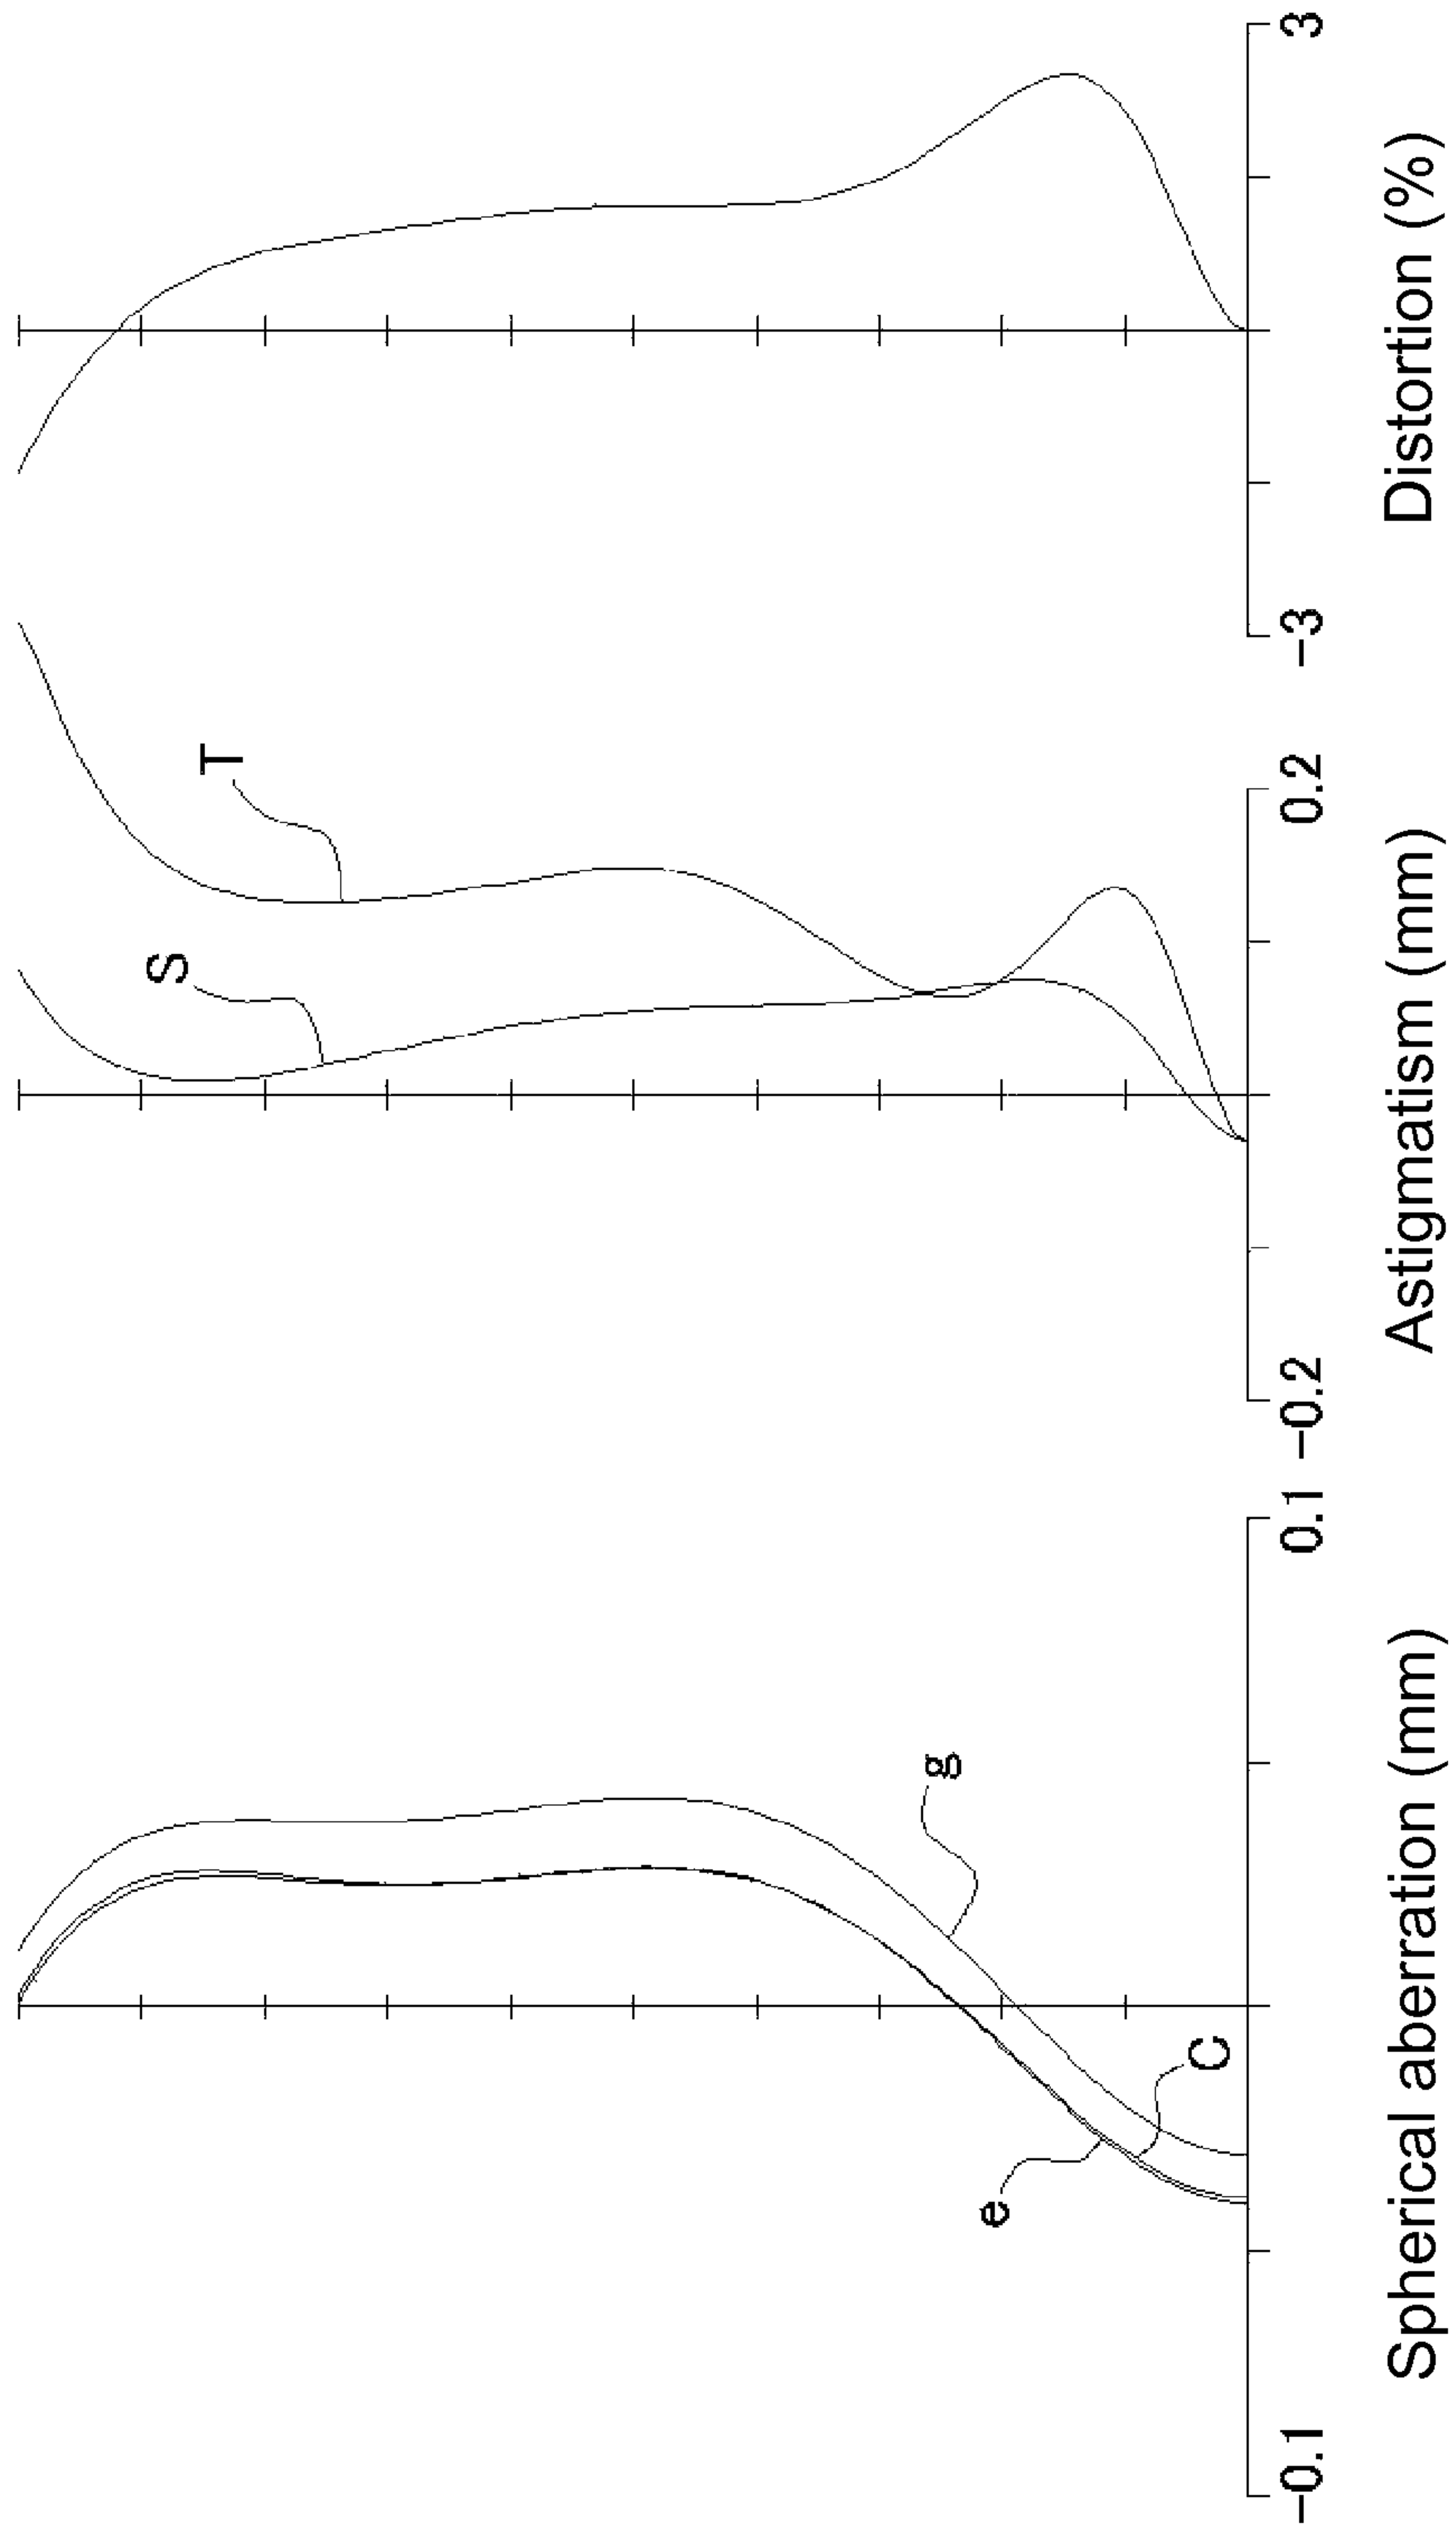 S
T
e
C
g
-0.1
0.1
-0.2
0.2
-3
3
Spherical aberration (mm)
Astigmatism (mm)
Distortion (%)